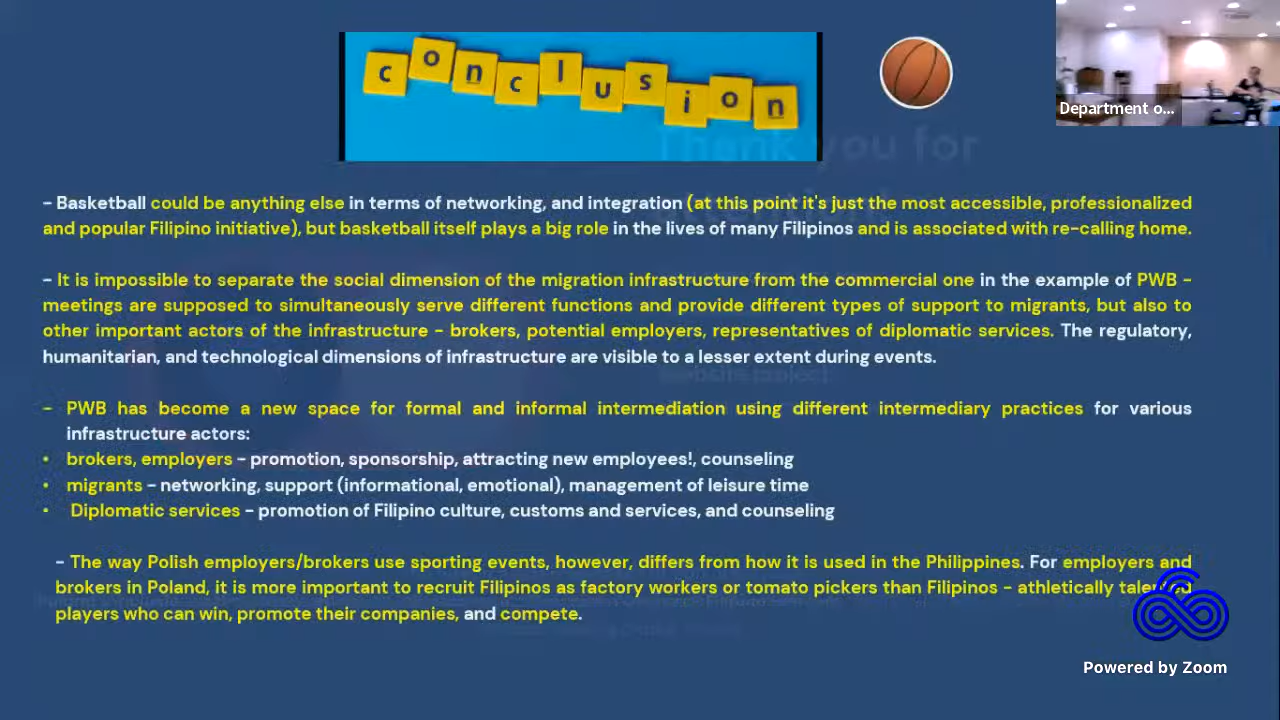 conclusion
Thank you for
Department o...
- Basketball could be anything else in terms of networking, and integration (at this point it's just the most accessible, professionalized
and popular Filipino initiative), but basketball itself plays a big role in the lives of many Filipinos and is associated with re-calling home.
- It is impossible to separate the social dimension of the migration infrastructure from the commercial one in the example of PWB -
meetings are supposed to simultaneously serve different functions and provide different types of support to migrants, but also to
other important actors of the infrastructure - brokers, potential employers, representatives of diplomatic services. The regulatory,
humanitarian, and technological dimensions of infrastructure are visible to a lesser extent during events.
- PWB has become a new space for formal and informal intermediation using different intermediary practices for various
infrastructure actors:
• brokers, employers - promotion, sponsorship, attracting new employees!, counseling
• migrants - networking, support (informational, emotional), management of leisure time
• Diplomatic services - promotion of Filipino culture, customs and services, and counseling
- The way Polish employers/brokers use sporting events, however, differs from how it is used in the Philippines. For employers and
brokers in Poland, it is more important to recruit Filipinos as factory workers or tomato pickers than Filipinos - athletically talented
players who can win, promote their companies, and compete.
Powered by Zoom